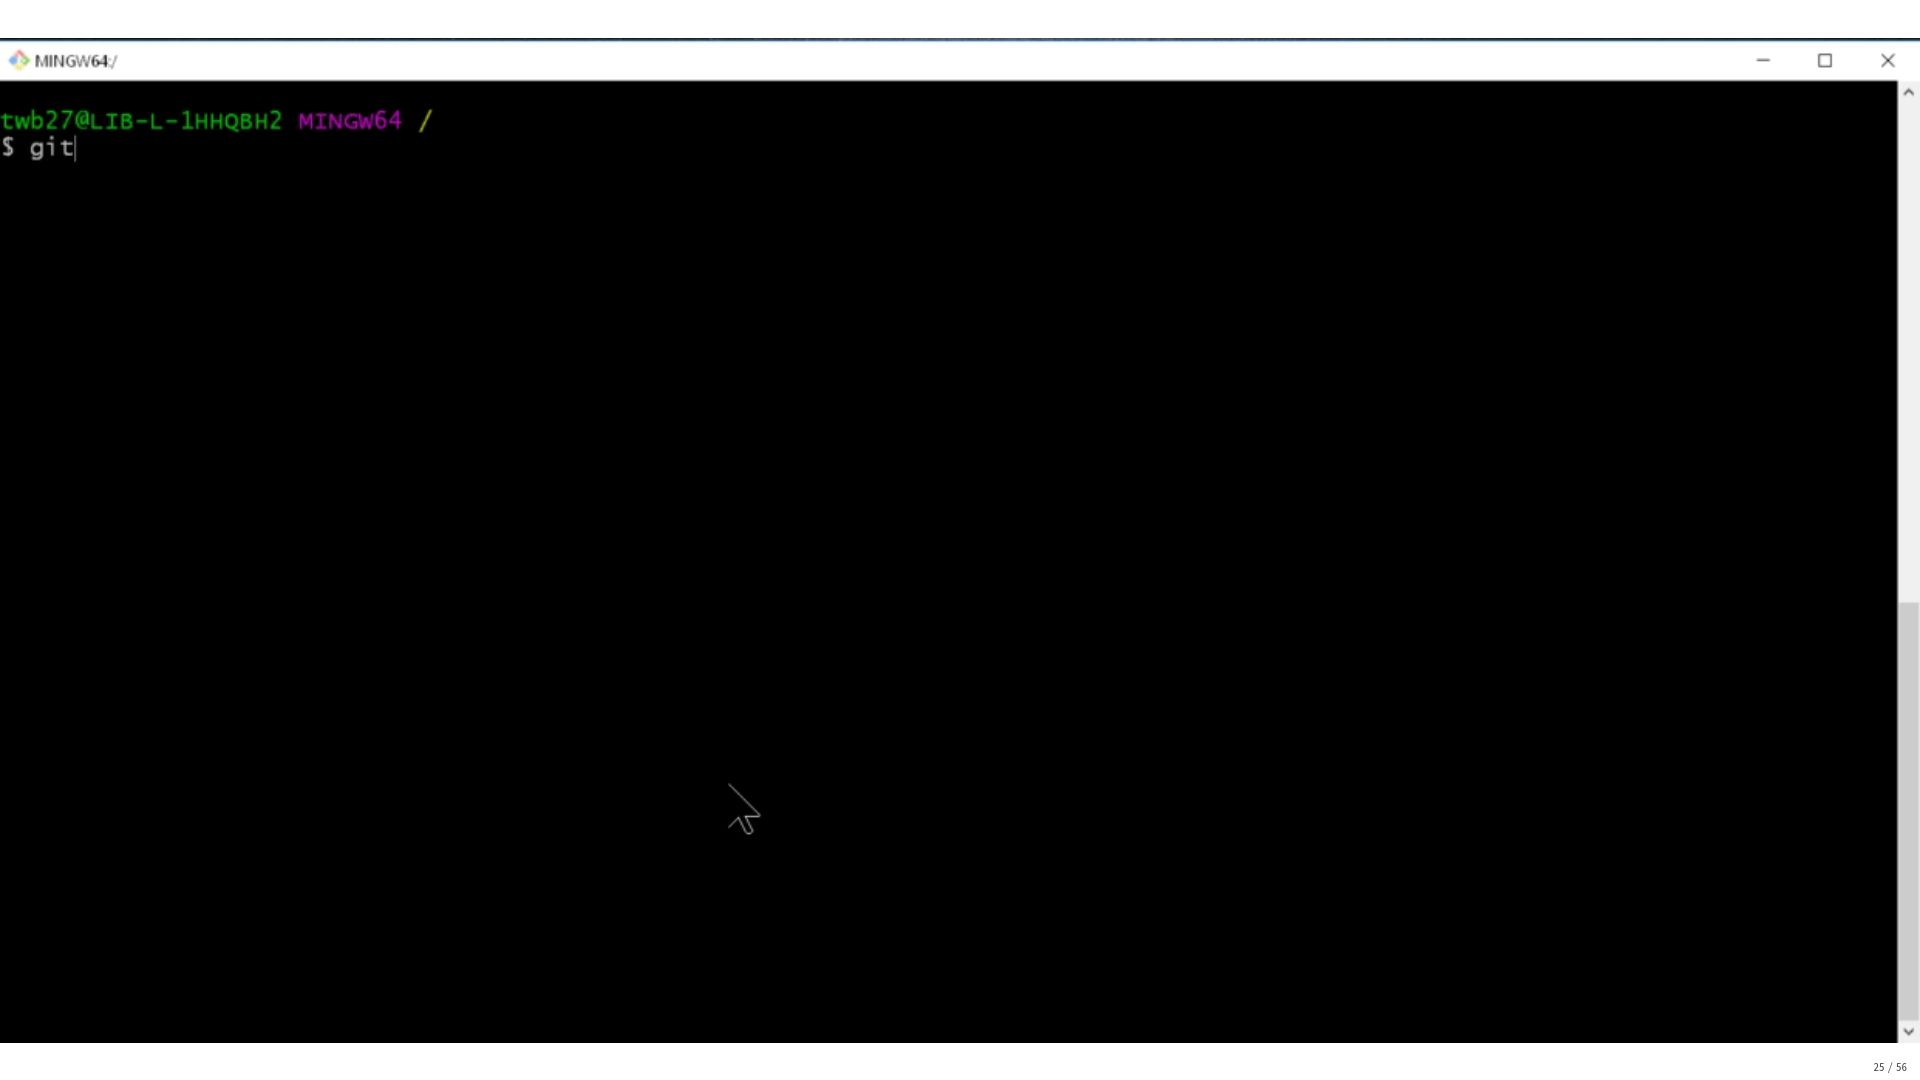 MINGW64:/
twb27@LIB-L-1HHQBH2 MINGW64 /
$ git
25 / 56